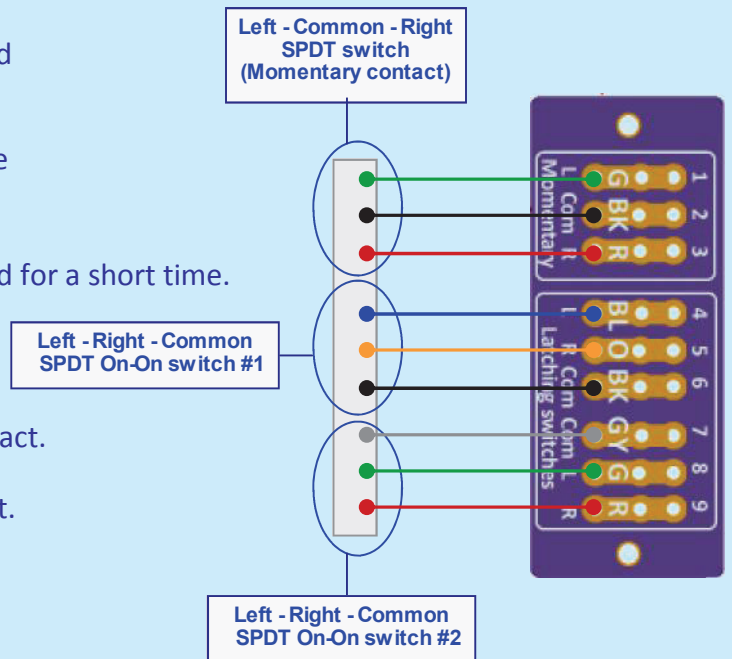 Left - Common - Right
SPDT switch
(Momentary contact)
d
e
d for a short time.
Left - Right - Common
SPDT On-On switch #1
act.
t.
Left - Right - Common
SPDT On-On switch #2
L Com R
Momentary
G
BK
R
1
2
3
L R Com Com L R
Latching switches
BL
O
BK
GY
G
R
4
5
6
7
8
9